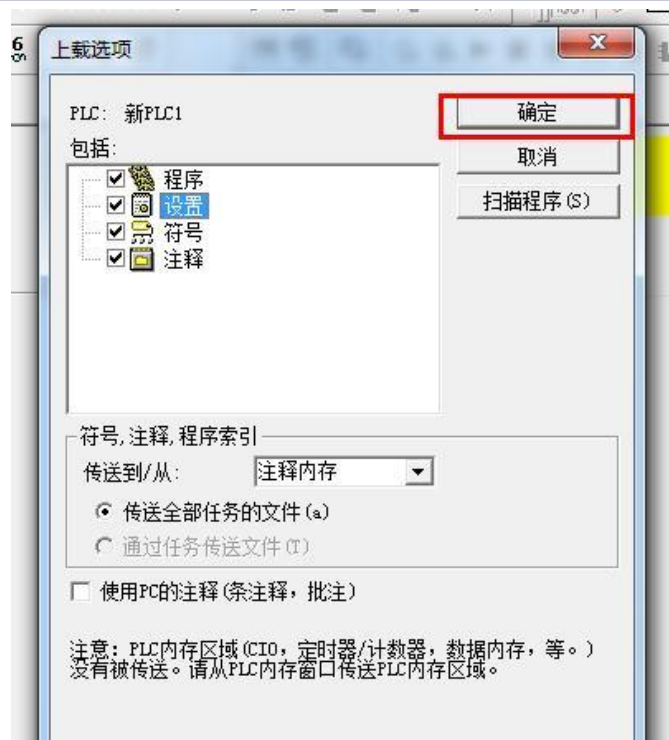 上载选项
PLC: 新PLC1
确定
包括:
取消
程序
扫描程序(S)
设置
符号
注释
符号,注释,程序索引
传送到/从:
注释内存
传送全部任务的文件(a)
通过任务传送文件(T)
使用PC的注释(条注释，批注)
注意: PLC内存区域(CIO，定时器/计数器，数据内存，等。)
没有被传送。请从PLC内存窗口传送PLC内存区域。